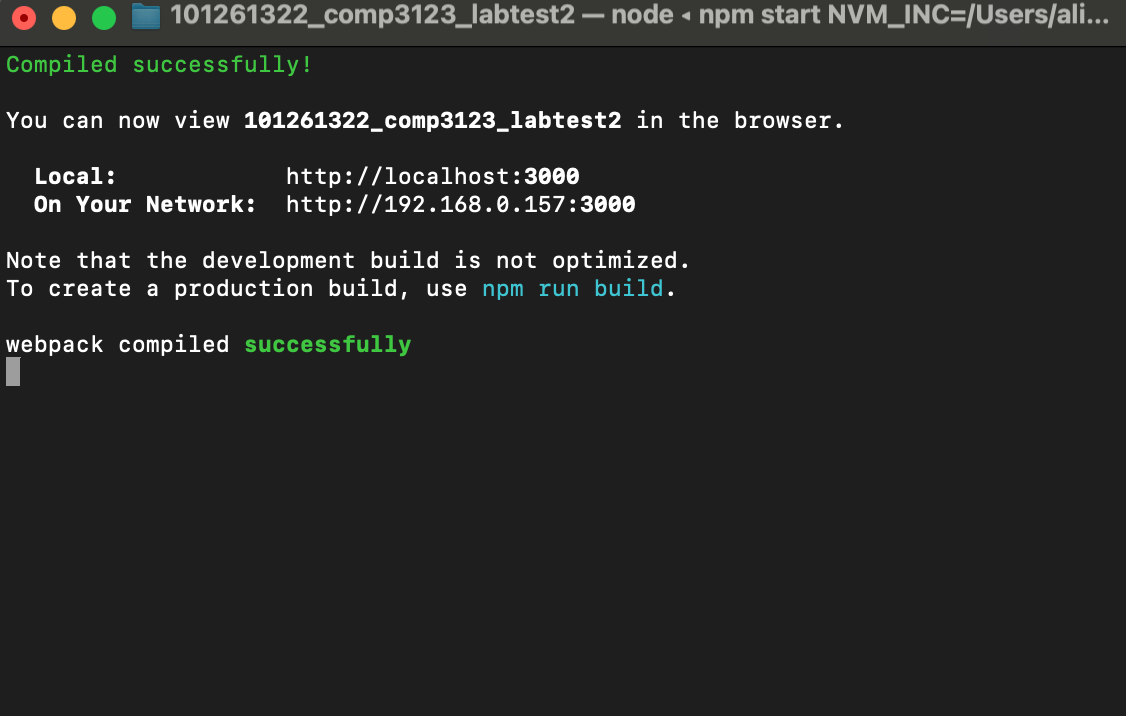 101261322_comp3123_labtest2 — node ◂ npm start NVM_INC=/Users/ali...
Compiled successfully!
You can now view 101261322_comp3123_labtest2 in the browser.
Local: http://localhost:3000
On Your Network: http://192.168.0.157:3000
Note that the development build is not optimized.
To create a production build, use npm run build.
webpack compiled successfully